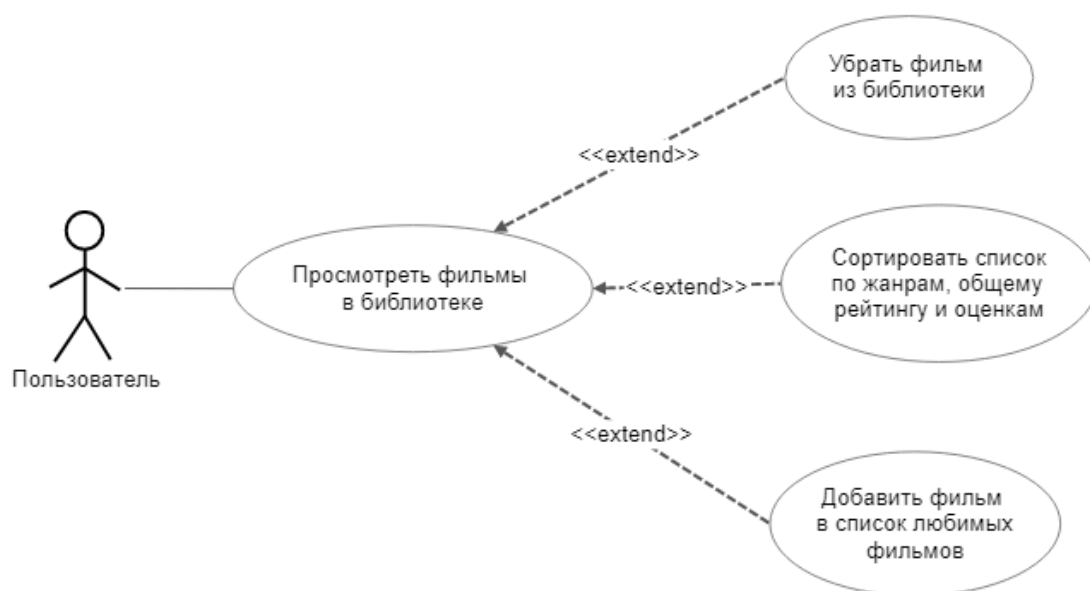 Убрать фильм
из библиотеки
<<extend>>
Просмотреть фильмы
в библиотеке
<<extend>>
Сортировать список
по жанрам, общему
рейтингу и оценкам
Пользователь
<<extend>>
Добавить фильм
в список любимых
фильмов